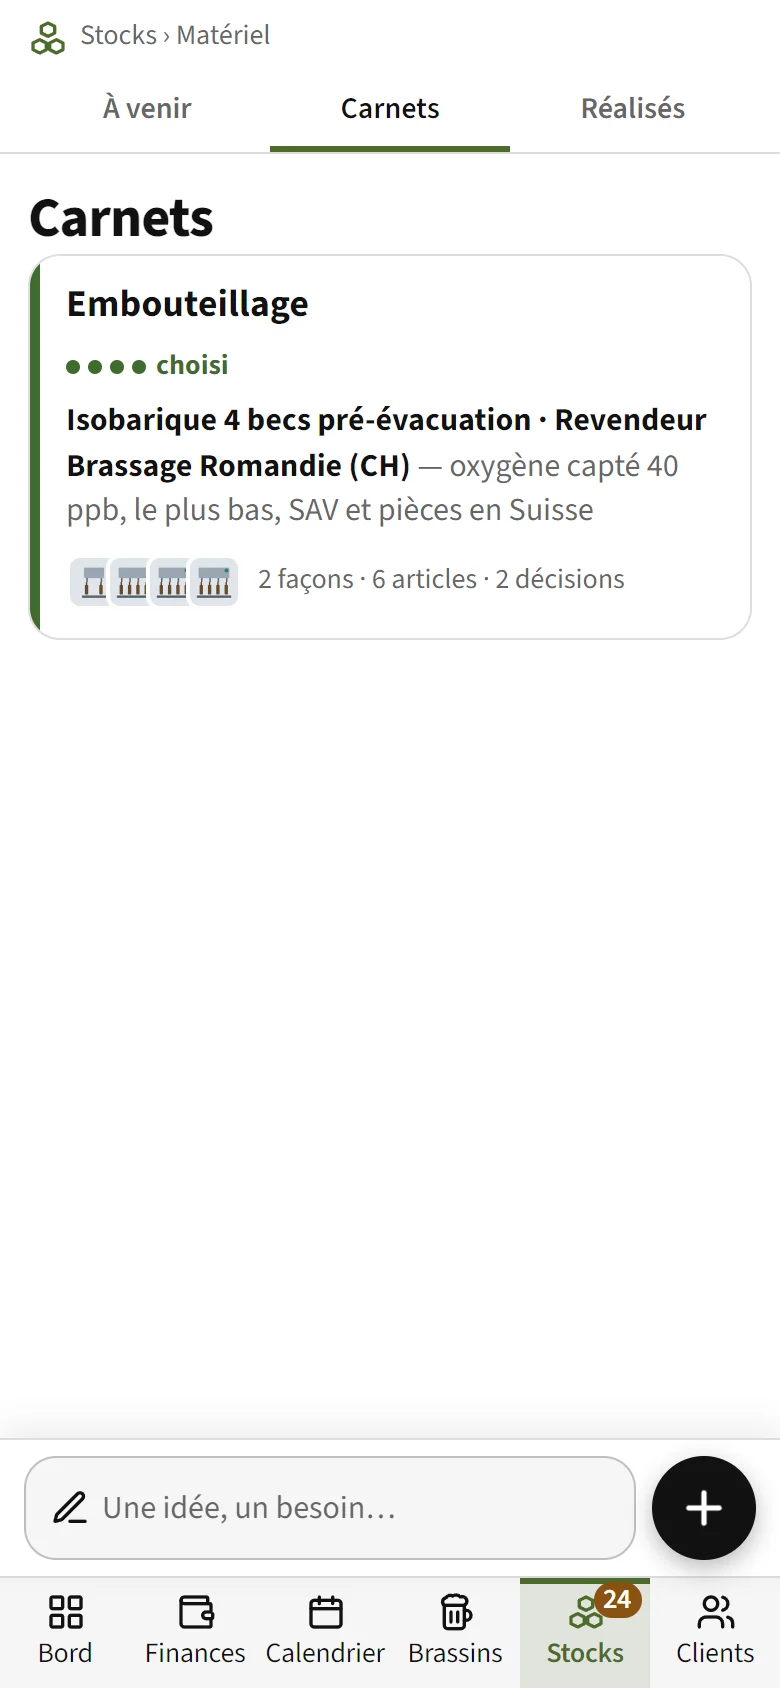 Stocks › Matériel
À venir
Carnets
Réalisés
Carnets
Embouteillage
choisi
Isobarique 4 becs pré-évacuation · Revendeur
Brassage Romandie (CH) — oxygène capté 40
ppb, le plus bas, SAV et pièces en Suisse
2 façons · 6 articles · 2 décisions
Une idée, un besoin…
24
Bord
Finances
Calendrier
Brassins
Stocks
Clients